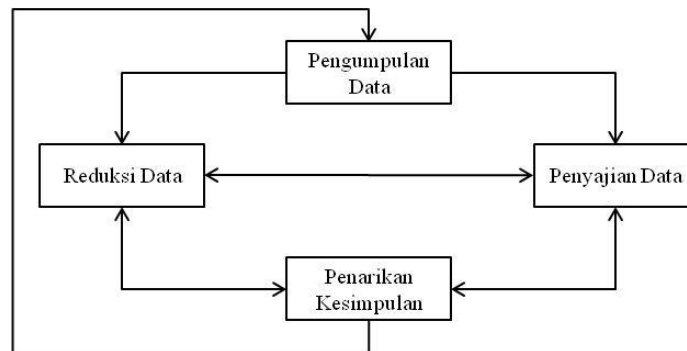 Pengumpulan
Data
Reduksi Data
Penyajian Data
Penarikan
Kesimpulan